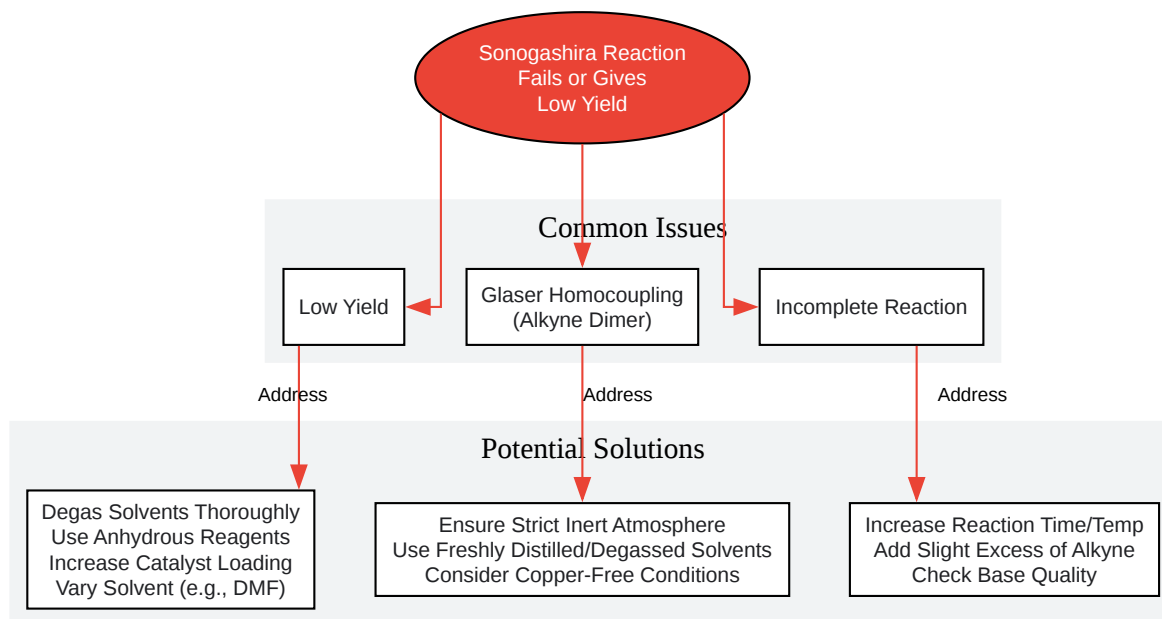 Sonogashira Reaction
Fails or Gives
Low Yield
Common Issues
Low Yield
Glaser Homocoupling
(Alkyne Dimer)
Incomplete Reaction
Address
Address
Address
Potential Solutions
Degas Solvents Thoroughly
Use Anhydrous Reagents
Increase Catalyst Loading
Vary Solvent (e.g., DMF)
Ensure Strict Inert Atmosphere
Use Freshly Distilled/Degassed Solvents
Consider Copper-Free Conditions
Increase Reaction Time/Temp
Add Slight Excess of Alkyne
Check Base Quality